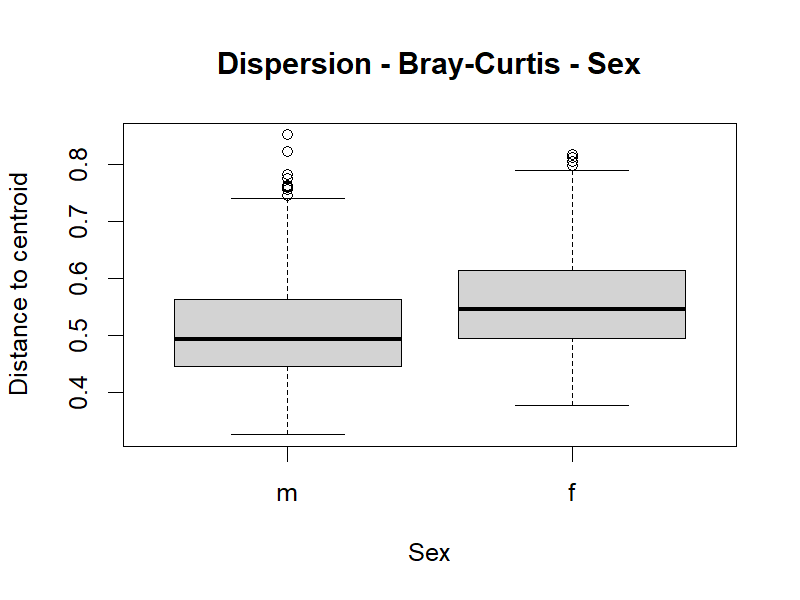 Dispersion - Bray-Curtis - Sex
Distance to centroid
0.8
0.7
0.6
0.5
0.4
m f
Sex